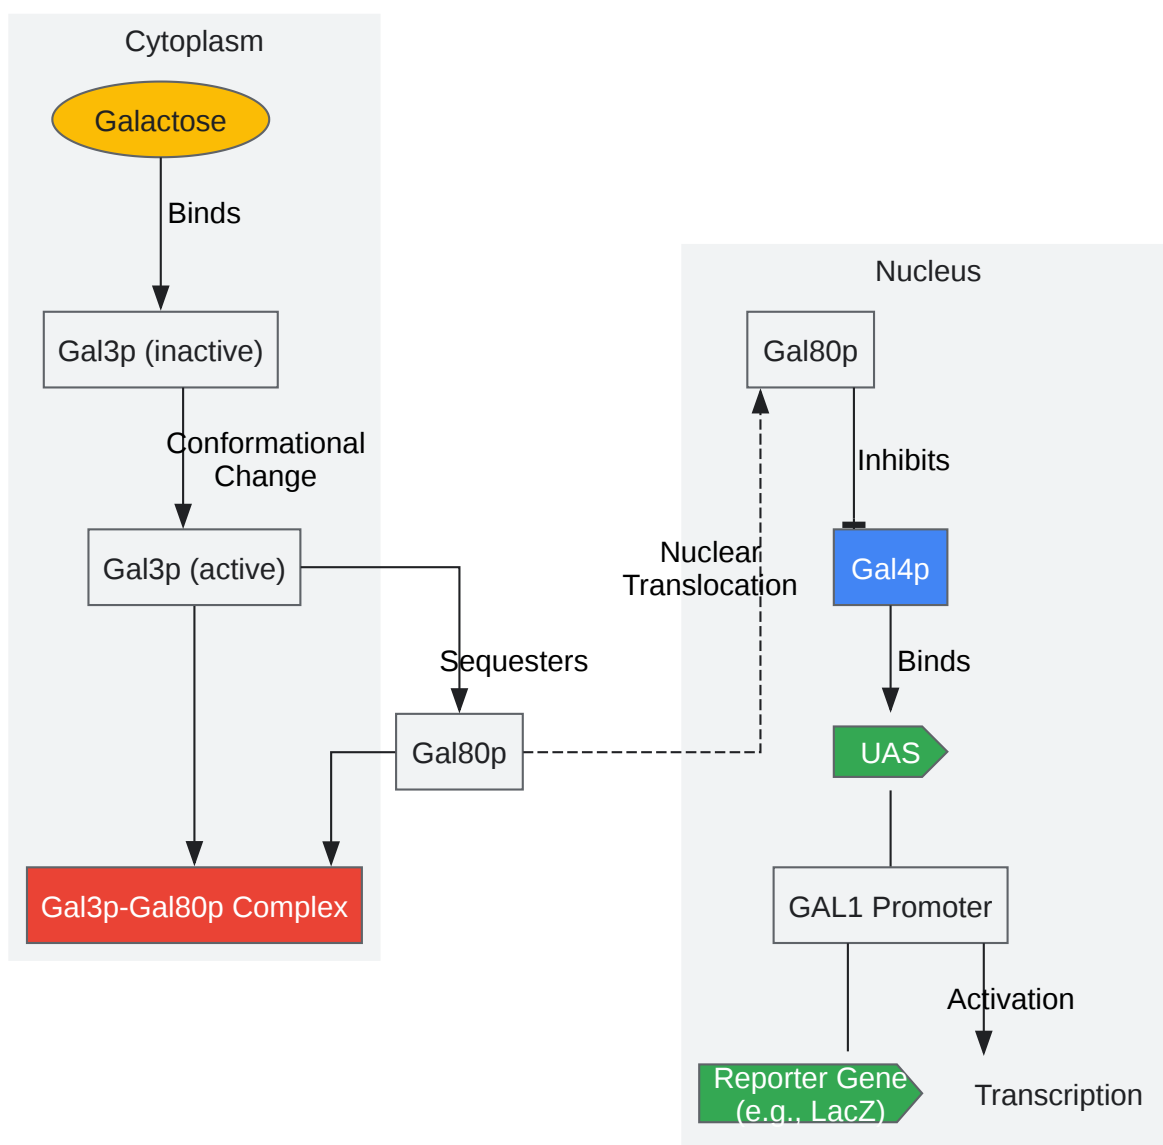 Cytoplasm
Galactose
Binds
Gal3p (inactive)
Conformational
Change
Gal3p (active)
Sequesters
Gal80p
Gal3p-Gal80p Complex
Nuclear
Translocation
Nucleus
Gal80p
Inhibits
Gal4p
Binds
UAS
GAL1 Promoter
Activation
Reporter Gene
(e.g., LacZ)
Transcription